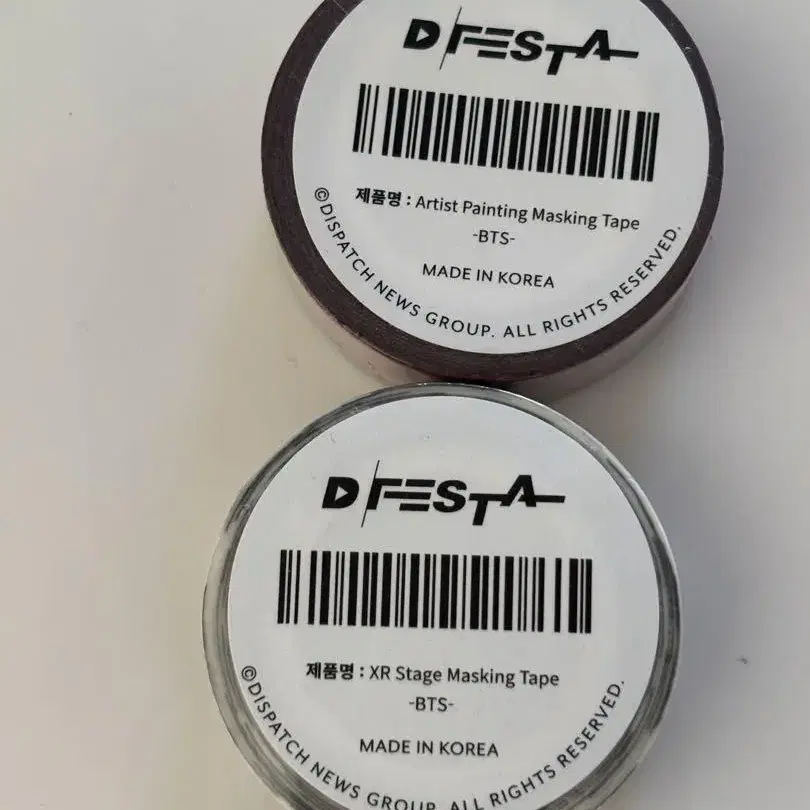 D/FESTA
제품명 : Artist Painting Masking Tape
-BTS-
MADE IN KOREA
©DISPATCH NEWS GROUP. ALL RIGHTS RESERVED.
D/FESTA
제품명 : XR Stage Masking Tape
-BTS-
MADE IN KOREA
©DISPATCH NEWS GROUP. ALL RIGHTS RESERVED.